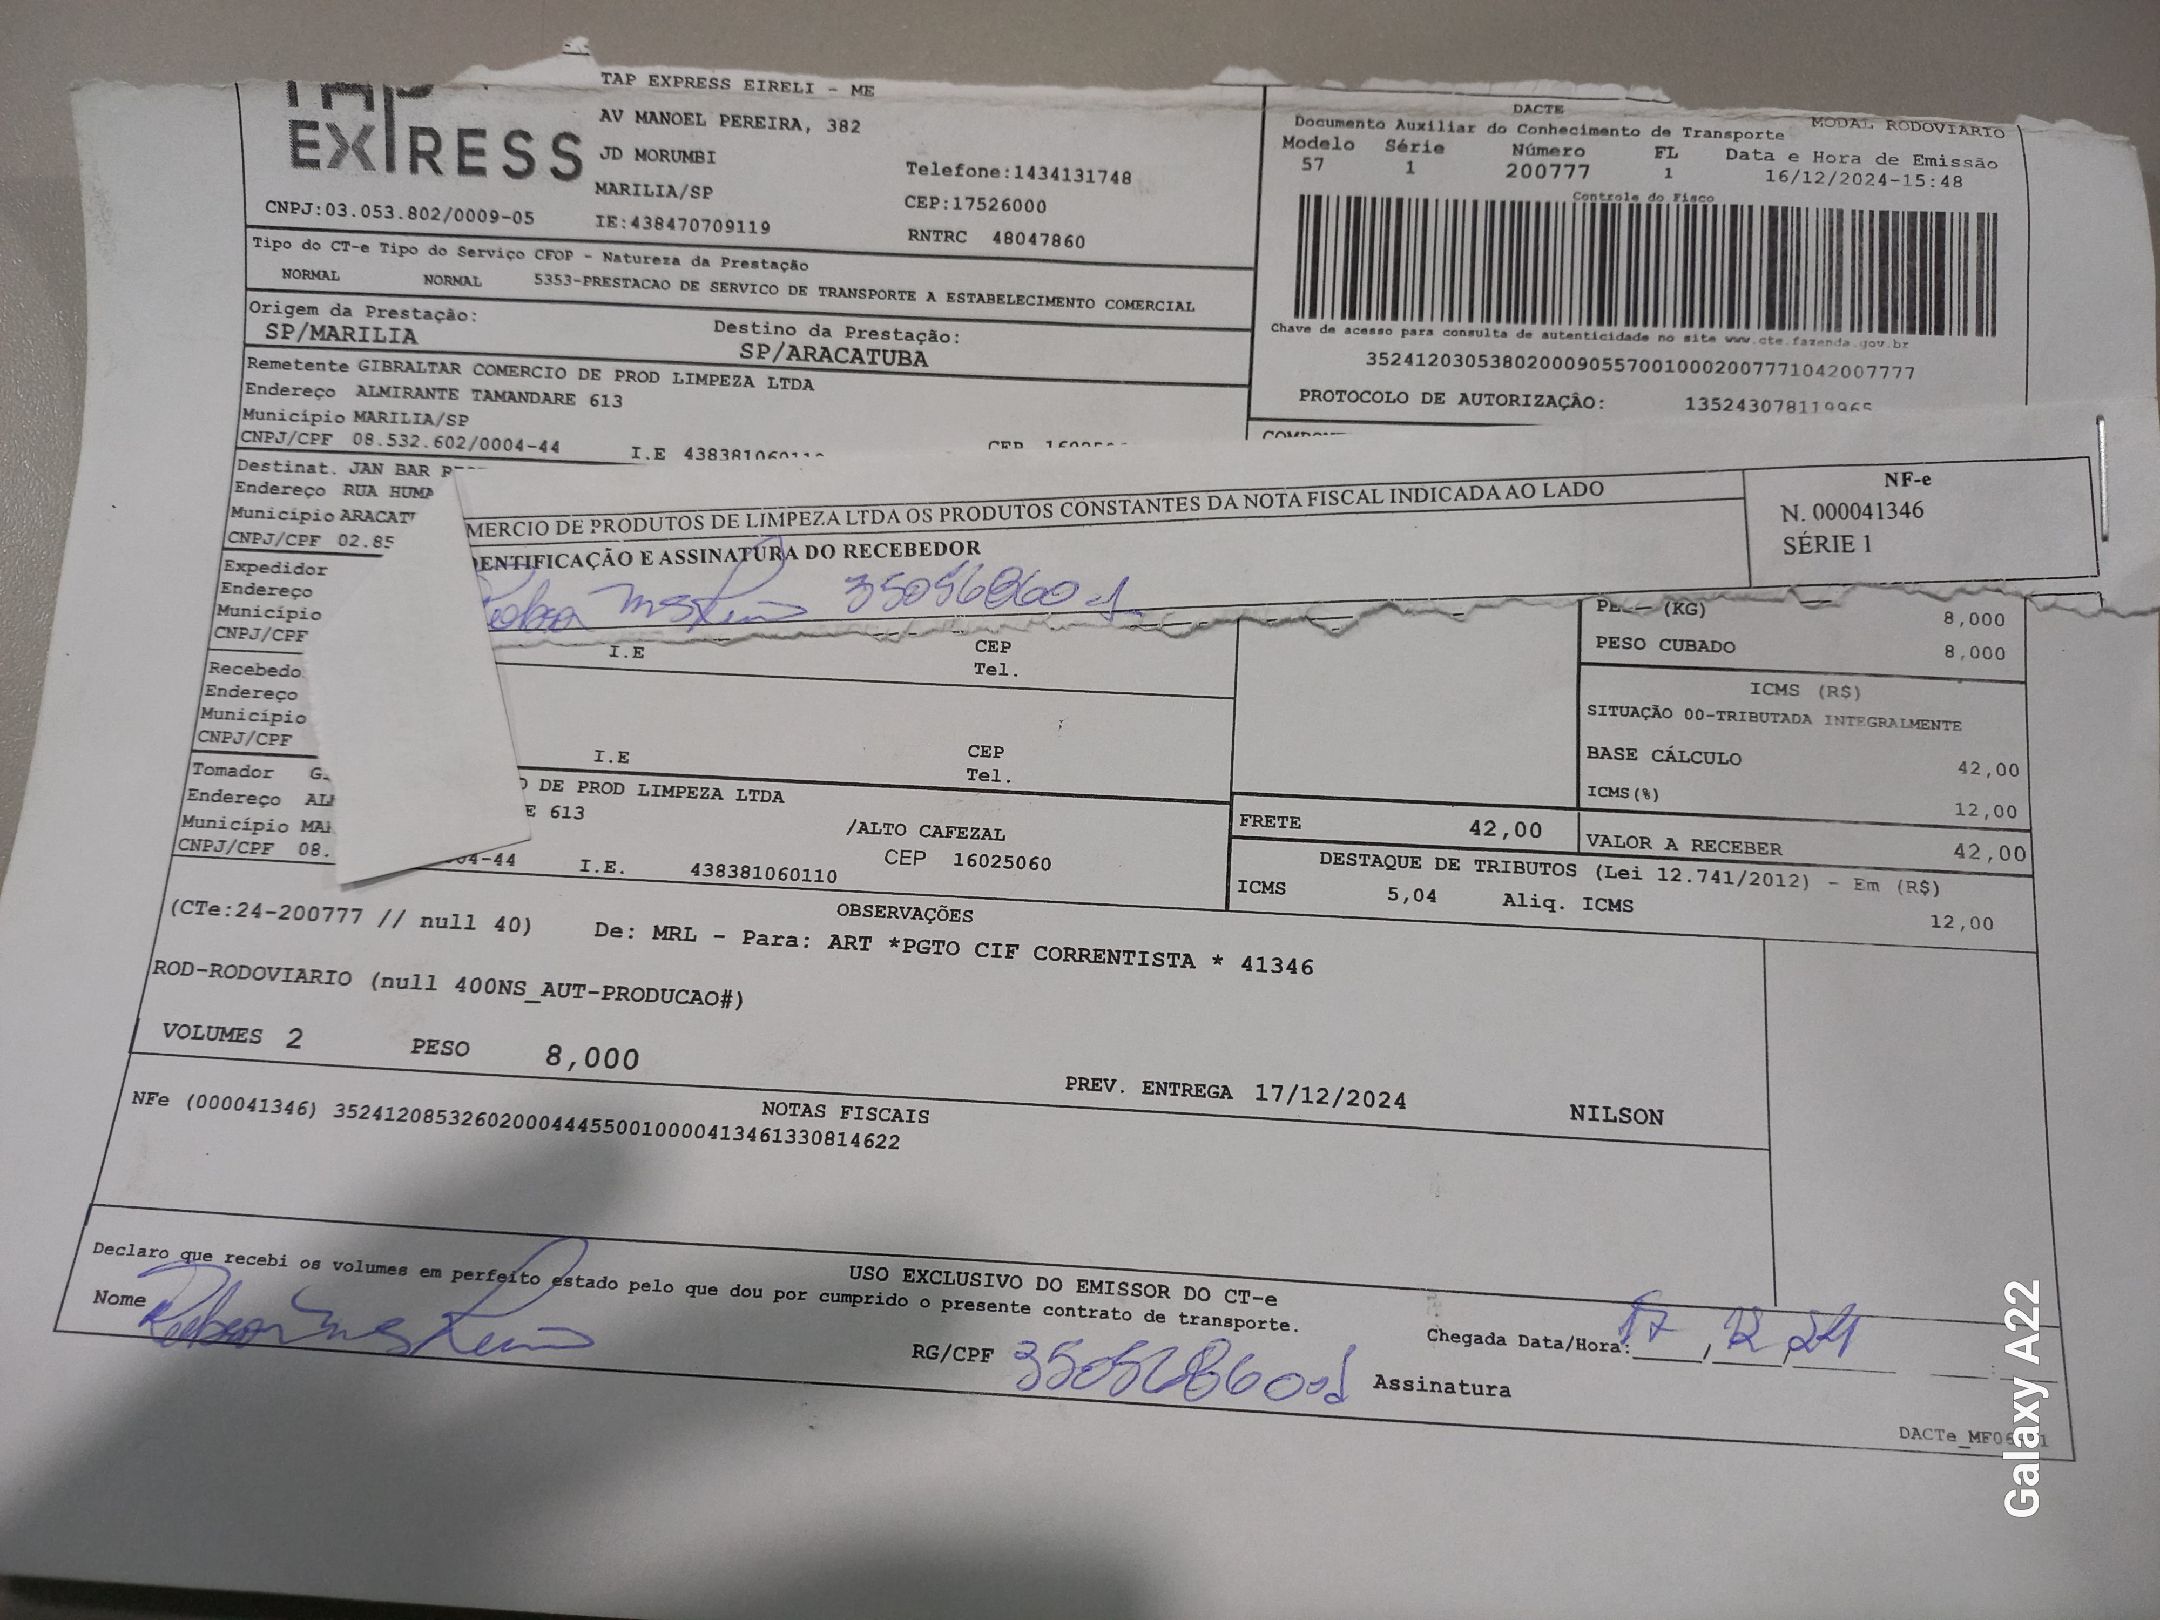 EXPRESS
TAP EXPRESS EIRELI - ME
AV MANOEL PEREIRA, 382
JD MORUMBI
MARILIA/SP
Telefone:1434131748
CEP:17526000
CNPJ:03.053.802/0009-05
IE:438470709119
RNTRC 48047860
DACTE
Documento Auxiliar do Conhecimento de Transporte
MODAL RODOVIARIO
Modelo Série Número FL Data e Hora de Emissão
57 1 200777 1 16/12/2024-15:48
Controle do Fisco
Chave de acesso para consulta de autenticidade no site www.cte.fazenda.gov.br
35241203053802000905570010002007771042007777
PROTOCOLO DE AUTORIZAÇÃO:
Tipo do CT-e Tipo do Serviço CFOP - Natureza da Prestação
NORMAL NORMAL 5353-PRESTACAO DE SERVICO DE TRANSPORTE A ESTABELECIMENTO COMERCIAL
Origem da Prestação: Destino da Prestação:
SP/MARILIA SP/ARACATUBA
Remetente GIBRALTAR COMERCIO DE PROD LIMPEZA LTDA
Endereço ALMIRANTE TAMANDARE 613
Município MARILIA/SP
CNPJ/CPF 08.532.602/0004-44 I.E CEP
Destinat. JAN BAR
Endereço RUA
Município
CNPJ/CPF 02.85
MERCIO DE PRODUTOS DE LIMPEZA LTDA OS PRODUTOS CONSTANTES DA NOTA FISCAL INDICADA AO LADO
DENTIFICAÇÃO E ASSINATURA DO RECEBEDOR
NF-e
N. 000041346
SÉRIE 1
Expedidor
Endereço
Município
CNPJ/CPF
I.E CEP
Tel.
(KG) 8,000
PESO CUBADO 8,000
Recebedo
Endereço
Município
CNPJ/CPF
I.E CEP
Tel.
ICMS (R$)
SITUAÇÃO 00-TRIBUTADA INTEGRALMENTE
BASE CÁLCULO 42,00
ICMS(%) 12,00
Tomador DE PROD LIMPEZA LTDA
Endereço 613
Município /ALTO CAFEZAL
CNPJ/CPF 08. 04-44 I.E. 438381060110 CEP 16025060
FRETE 42,00 VALOR A RECEBER 42,00
DESTAQUE DE TRIBUTOS (Lei 12.741/2012) - Em (R$)
ICMS 5,04 Aliq. ICMS 12,00
OBSERVAÇÕES
(CTe:24-200777 // null 40) De: MRL - Para: ART *PGTO CIF CORRENTISTA * 41346
ROD-RODOVIARIO (null 400NS_AUT-PRODUCAO#)
VOLUMES 2 PESO 8,000
PREV. ENTREGA 17/12/2024 NILSON
NOTAS FISCAIS
NFe (000041346) 35241208532602000444550010000413461330814622
USO EXCLUSIVO DO EMISSOR DO CT-e
Declaro que recebi os volumes em perfeito estado pelo que dou por cumprido o presente contrato de transporte.
Nome
RG/CPF
Assinatura
Chegada Data/Hora: 17, 12, 24
Galaxy A22